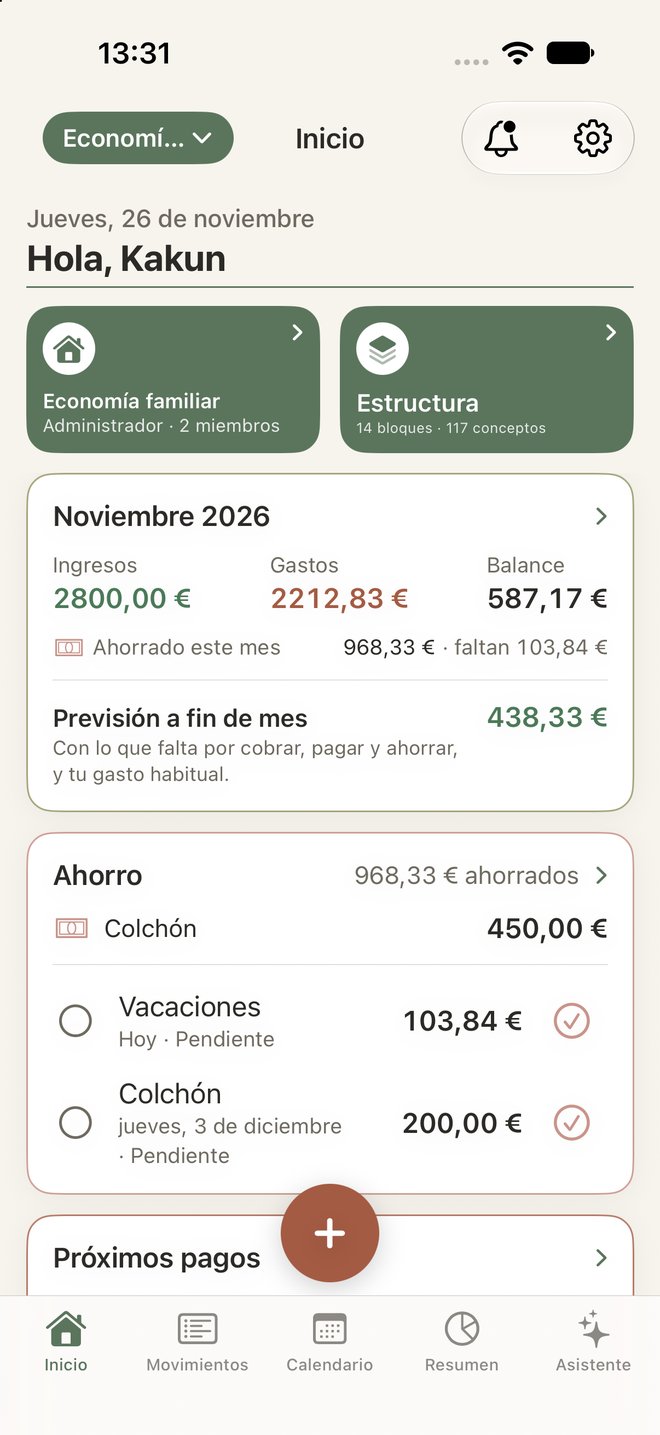 13:31
Economí...
Inicio
Jueves, 26 de noviembre
Hola, Kakun
Economía familiar
Administrador · 2 miembros
Estructura
14 bloques · 117 conceptos
Noviembre 2026
Ingresos Gastos Balance
2800,00 € 2212,83 € 587,17 €
Ahorrado este mes 968,33 € · faltan 103,84 €
Previsión a fin de mes 438,33 €
Con lo que falta por cobrar, pagar y ahorrar,
y tu gasto habitual.
Ahorro 968,33 € ahorrados
Colchón 450,00 €
Vacaciones 103,84 €
Hoy · Pendiente
Colchón 200,00 €
jueves, 3 de diciembre
· Pendiente
Próximos pagos
Inicio Movimientos Calendario Resumen Asistente